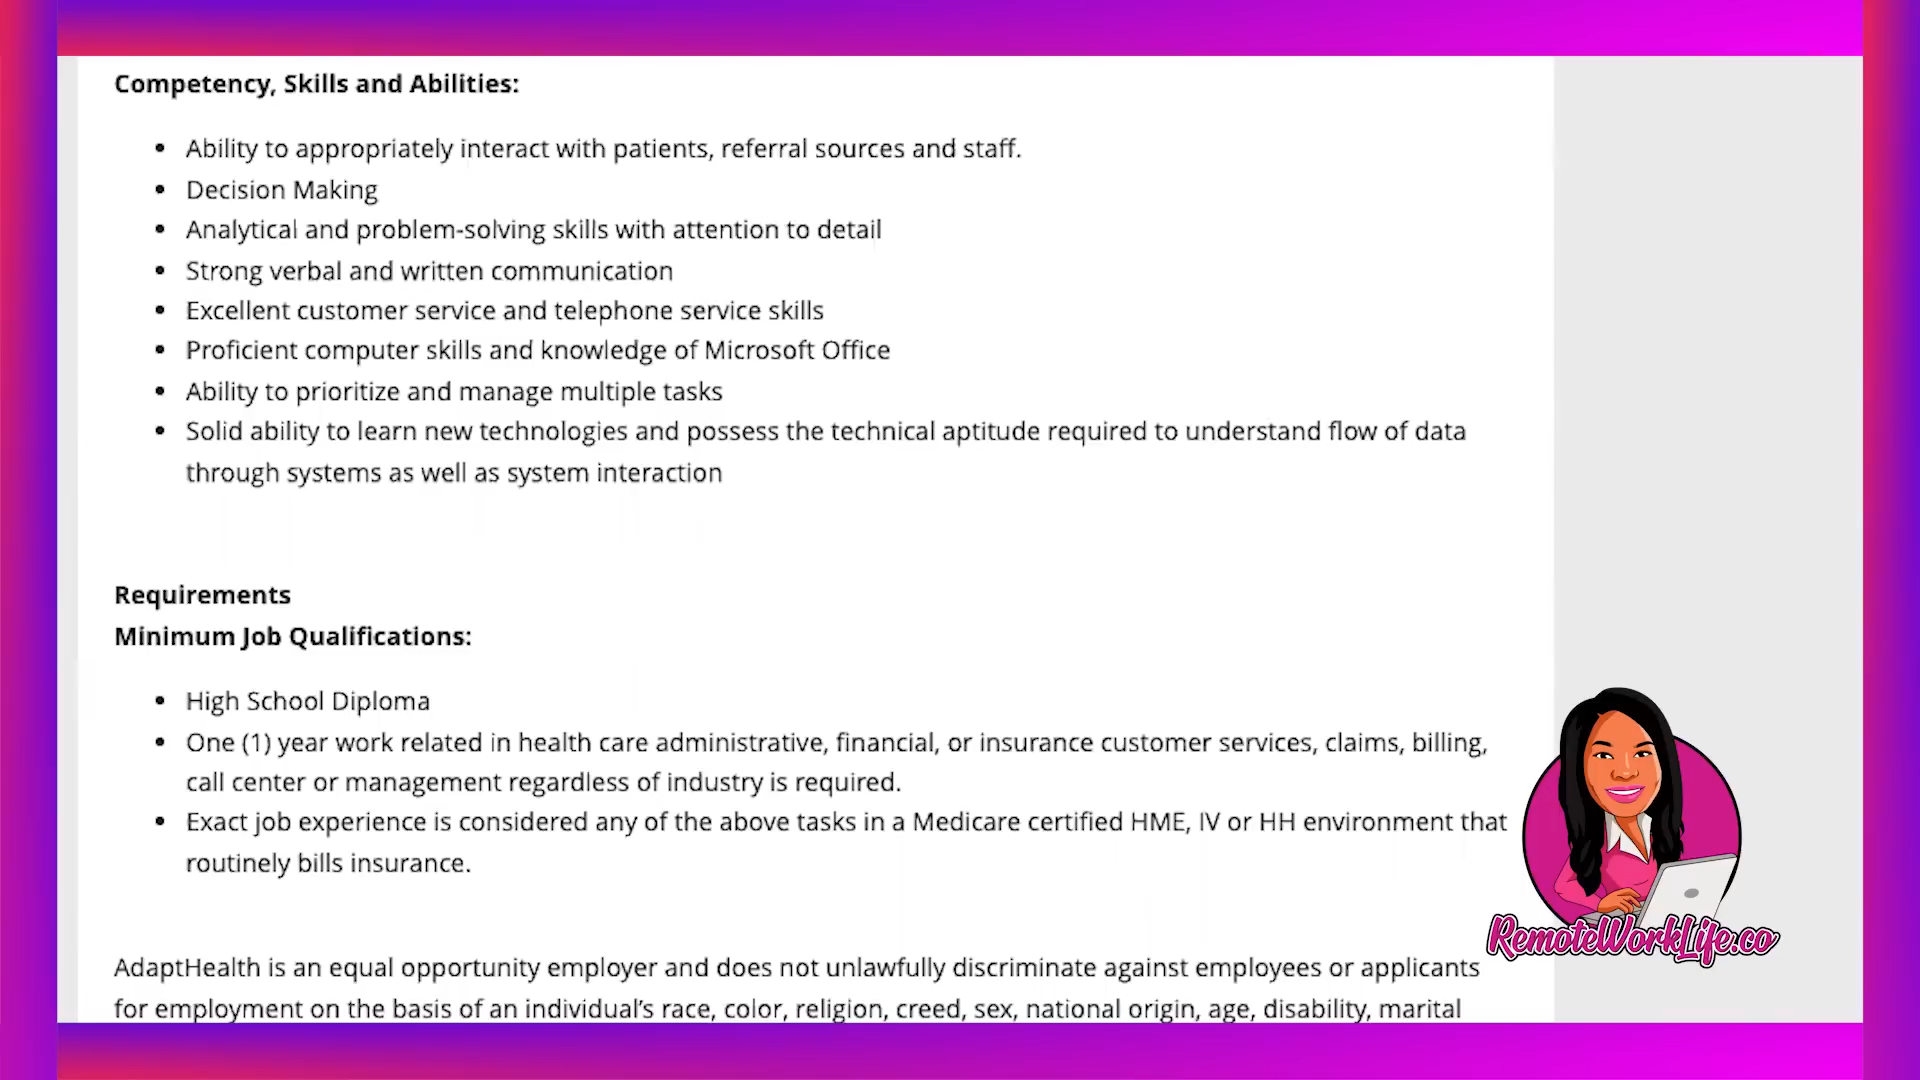 Competency, Skills and Abilities:
Ability to appropriately interact with patients, referral sources and staff.
Decision Making
Analytical and problem-solving skills with attention to detail
Strong verbal and written communication
Excellent customer service and telephone service skills
Proficient computer skills and knowledge of Microsoft Office
Ability to prioritize and manage multiple tasks
Solid ability to learn new technologies and possess the technical aptitude required to understand flow of data
through systems as well as system interaction
Requirements
Minimum Job Qualifications:
High School Diploma
One (1) year work related in health care administrative, financial, or insurance customer services, claims, billing,
call center or management regardless of industry is required.
Exact job experience is considered any of the above tasks in a Medicare certified HME, IV or HH environment that
routinely bills insurance.
RemoteWorkLife.co
AdaptHealth is an equal opportunity employer and does not unlawfully discriminate against employees or applicants
for employment on the basis of an individual’s race, color, religion, creed, sex, national origin, age, disability, marital